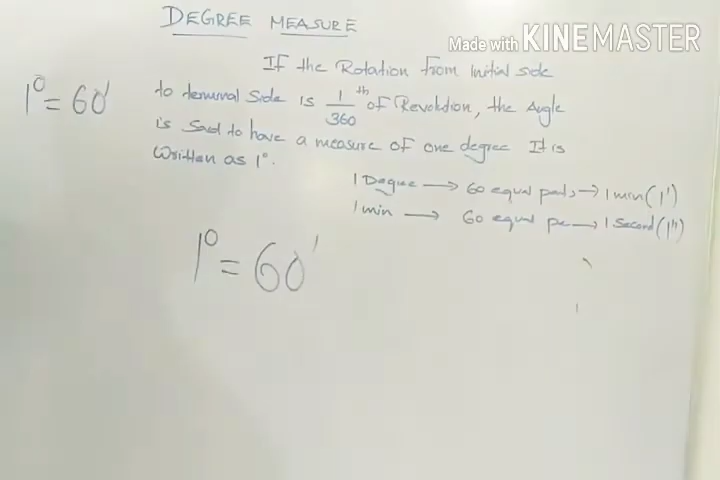 DEGREE MEASURE
Made with KINEMASTER
If the Rotation from Initial side
1° = 60'
to terminal Side is 1/360 th of Revolution, the Angle
is Said to have a measure of one degree It is
Written as 1°.
1 Degree → 60 equal parts → 1 min (1')
1 min → 60 equal → 1 Second (1")
1° = 60'